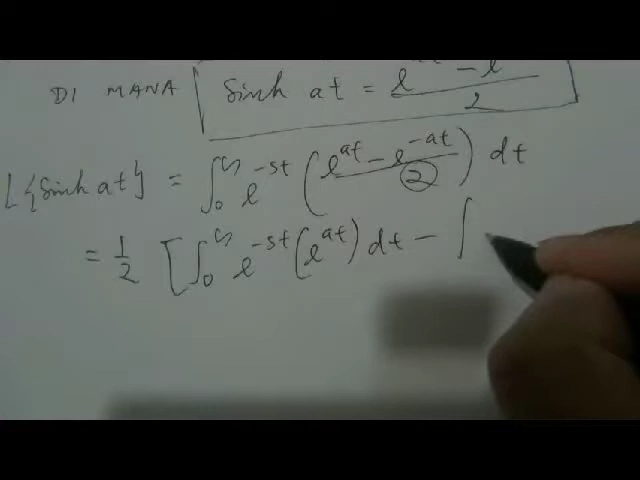 DI MANA sinh at = e^{at} - e / 2
L{sinh at} = ∫_0^∞ e^{-st} (e^{at} - e^{-at} / 2) dt
= 1/2 [∫_0^∞ e^{-st} (e^{at}) dt - ∫